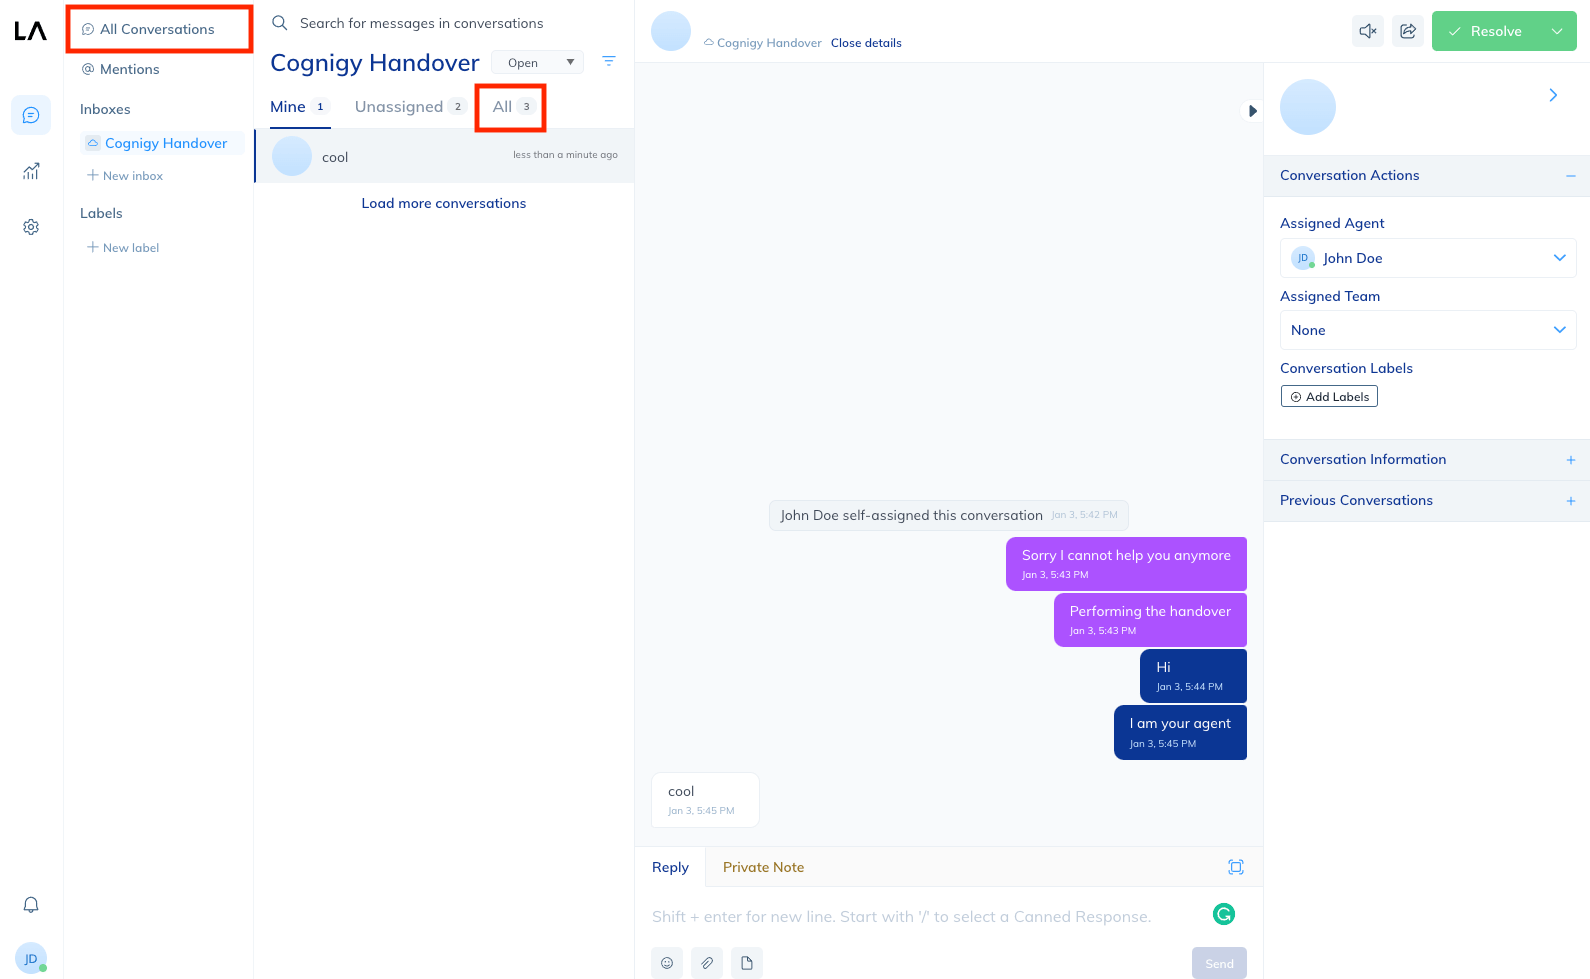 LA
All Conversations
Mentions
Inboxes
Cognigy Handover
New inbox
Labels
New label
JD
Search for messages in conversations
Cognigy Handover
Open
Mine 1
Unassigned 2
All 3
cool
less than a minute ago
Load more conversations
Cognigy Handover Close details
Resolve
John Doe self-assigned this conversation Jan 3, 5:42 PM
Sorry I cannot help you anymore
Jan 3, 5:43 PM
Performing the handover
Jan 3, 5:43 PM
Hi
Jan 3, 5:44 PM
I am your agent
Jan 3, 5:45 PM
cool
Jan 3, 5:45 PM
Reply
Private Note
Shift + enter for new line. Start with '/' to select a Canned Response.
Send
Conversation Actions
Assigned Agent
JD John Doe
Assigned Team
None
Conversation Labels
Add Labels
Conversation Information
Previous Conversations